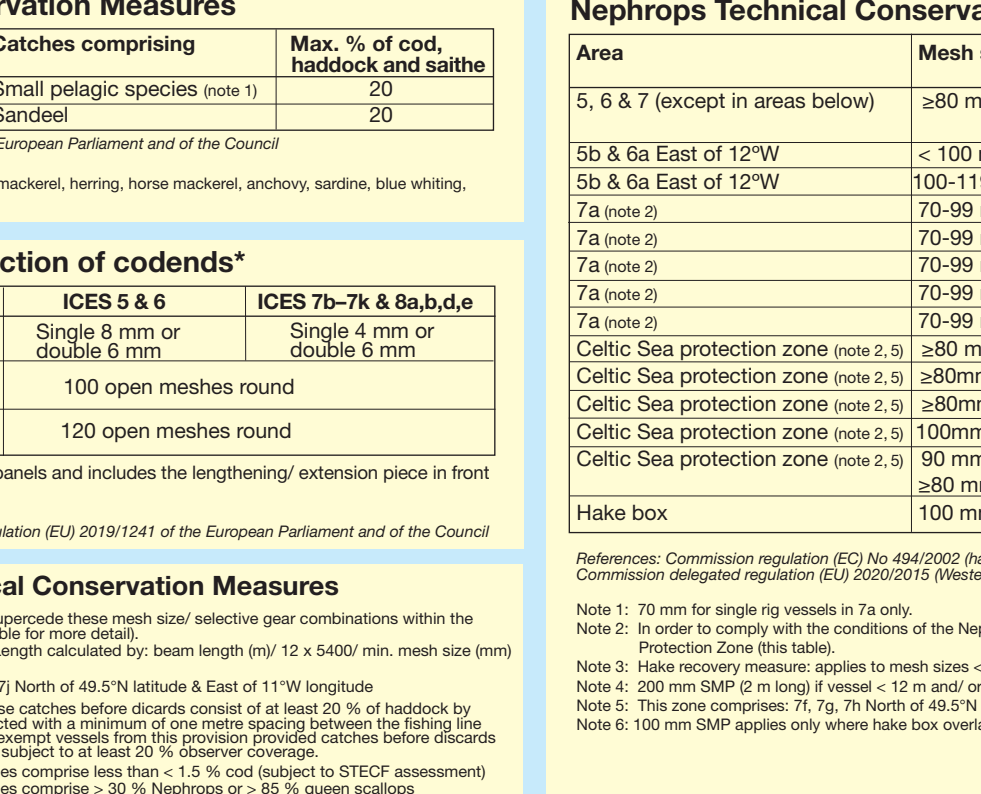 rvation Measures
Catches comprising Max. % of cod,
haddock and saithe
Small pelagic species (note 1) 20
Sandeel 20
European Parliament and of the Council
mackerel, herring, horse mackerel, anchovy, sardine, blue whiting,
ction of codends*
ICES 5 & 6 ICES 7b–7k & 8a,b,d,e
Single 8 mm or Single 4 mm or
double 6 mm double 6 mm
100 open meshes round
120 open meshes round
panels and includes the lengthening/ extension piece in front
ulation (EU) 2019/1241 of the European Parliament and of the Council
cal Conservation Measures
upercede these mesh size/ selective gear combinations within the
ble for more detail).
Length calculated by: beam length (m)/ 12 x 5400/ min. mesh size (mm)
7j North of 49.5°N latitude & East of 11°W longitude
se catches before dicards consist of at least 20 % of haddock by
cted with a minimum of one metre spacing between the fishing line
exempt vessels from this provision provided catches before discards
subject to at least 20 % observer coverage.
es comprise less than < 1.5 % cod (subject to STECF assessment)
es comprise > 30 % Nephrops or > 85 % queen scallops
Nephrops Technical Conserva
Area Mesh s
5, 6 & 7 (except in areas below) ≥80 m
5b & 6a East of 12°W < 100 m
5b & 6a East of 12°W 100-119
7a (note 2) 70-99
7a (note 2) 70-99
7a (note 2) 70-99
7a (note 2) 70-99
7a (note 2) 70-99
Celtic Sea protection zone (note 2, 5) ≥80 m
Celtic Sea protection zone (note 2, 5) ≥80mm
Celtic Sea protection zone (note 2, 5) ≥80mm
Celtic Sea protection zone (note 2, 5) 100mm
Celtic Sea protection zone (note 2, 5) 90 mm
≥80 mm
Hake box 100 mm
References: Commission regulation (EC) No 494/2002 (ha
Commission delegated regulation (EU) 2020/2015 (Weste
Note 1: 70 mm for single rig vessels in 7a only.
Note 2: In order to comply with the conditions of the Nep
Protection Zone (this table).
Note 3: Hake recovery measure: applies to mesh sizes <
Note 4: 200 mm SMP (2 m long) if vessel < 12 m and/ or
Note 5: This zone comprises: 7f, 7g, 7h North of 49.5°N
Note 6: 100 mm SMP applies only where hake box overla